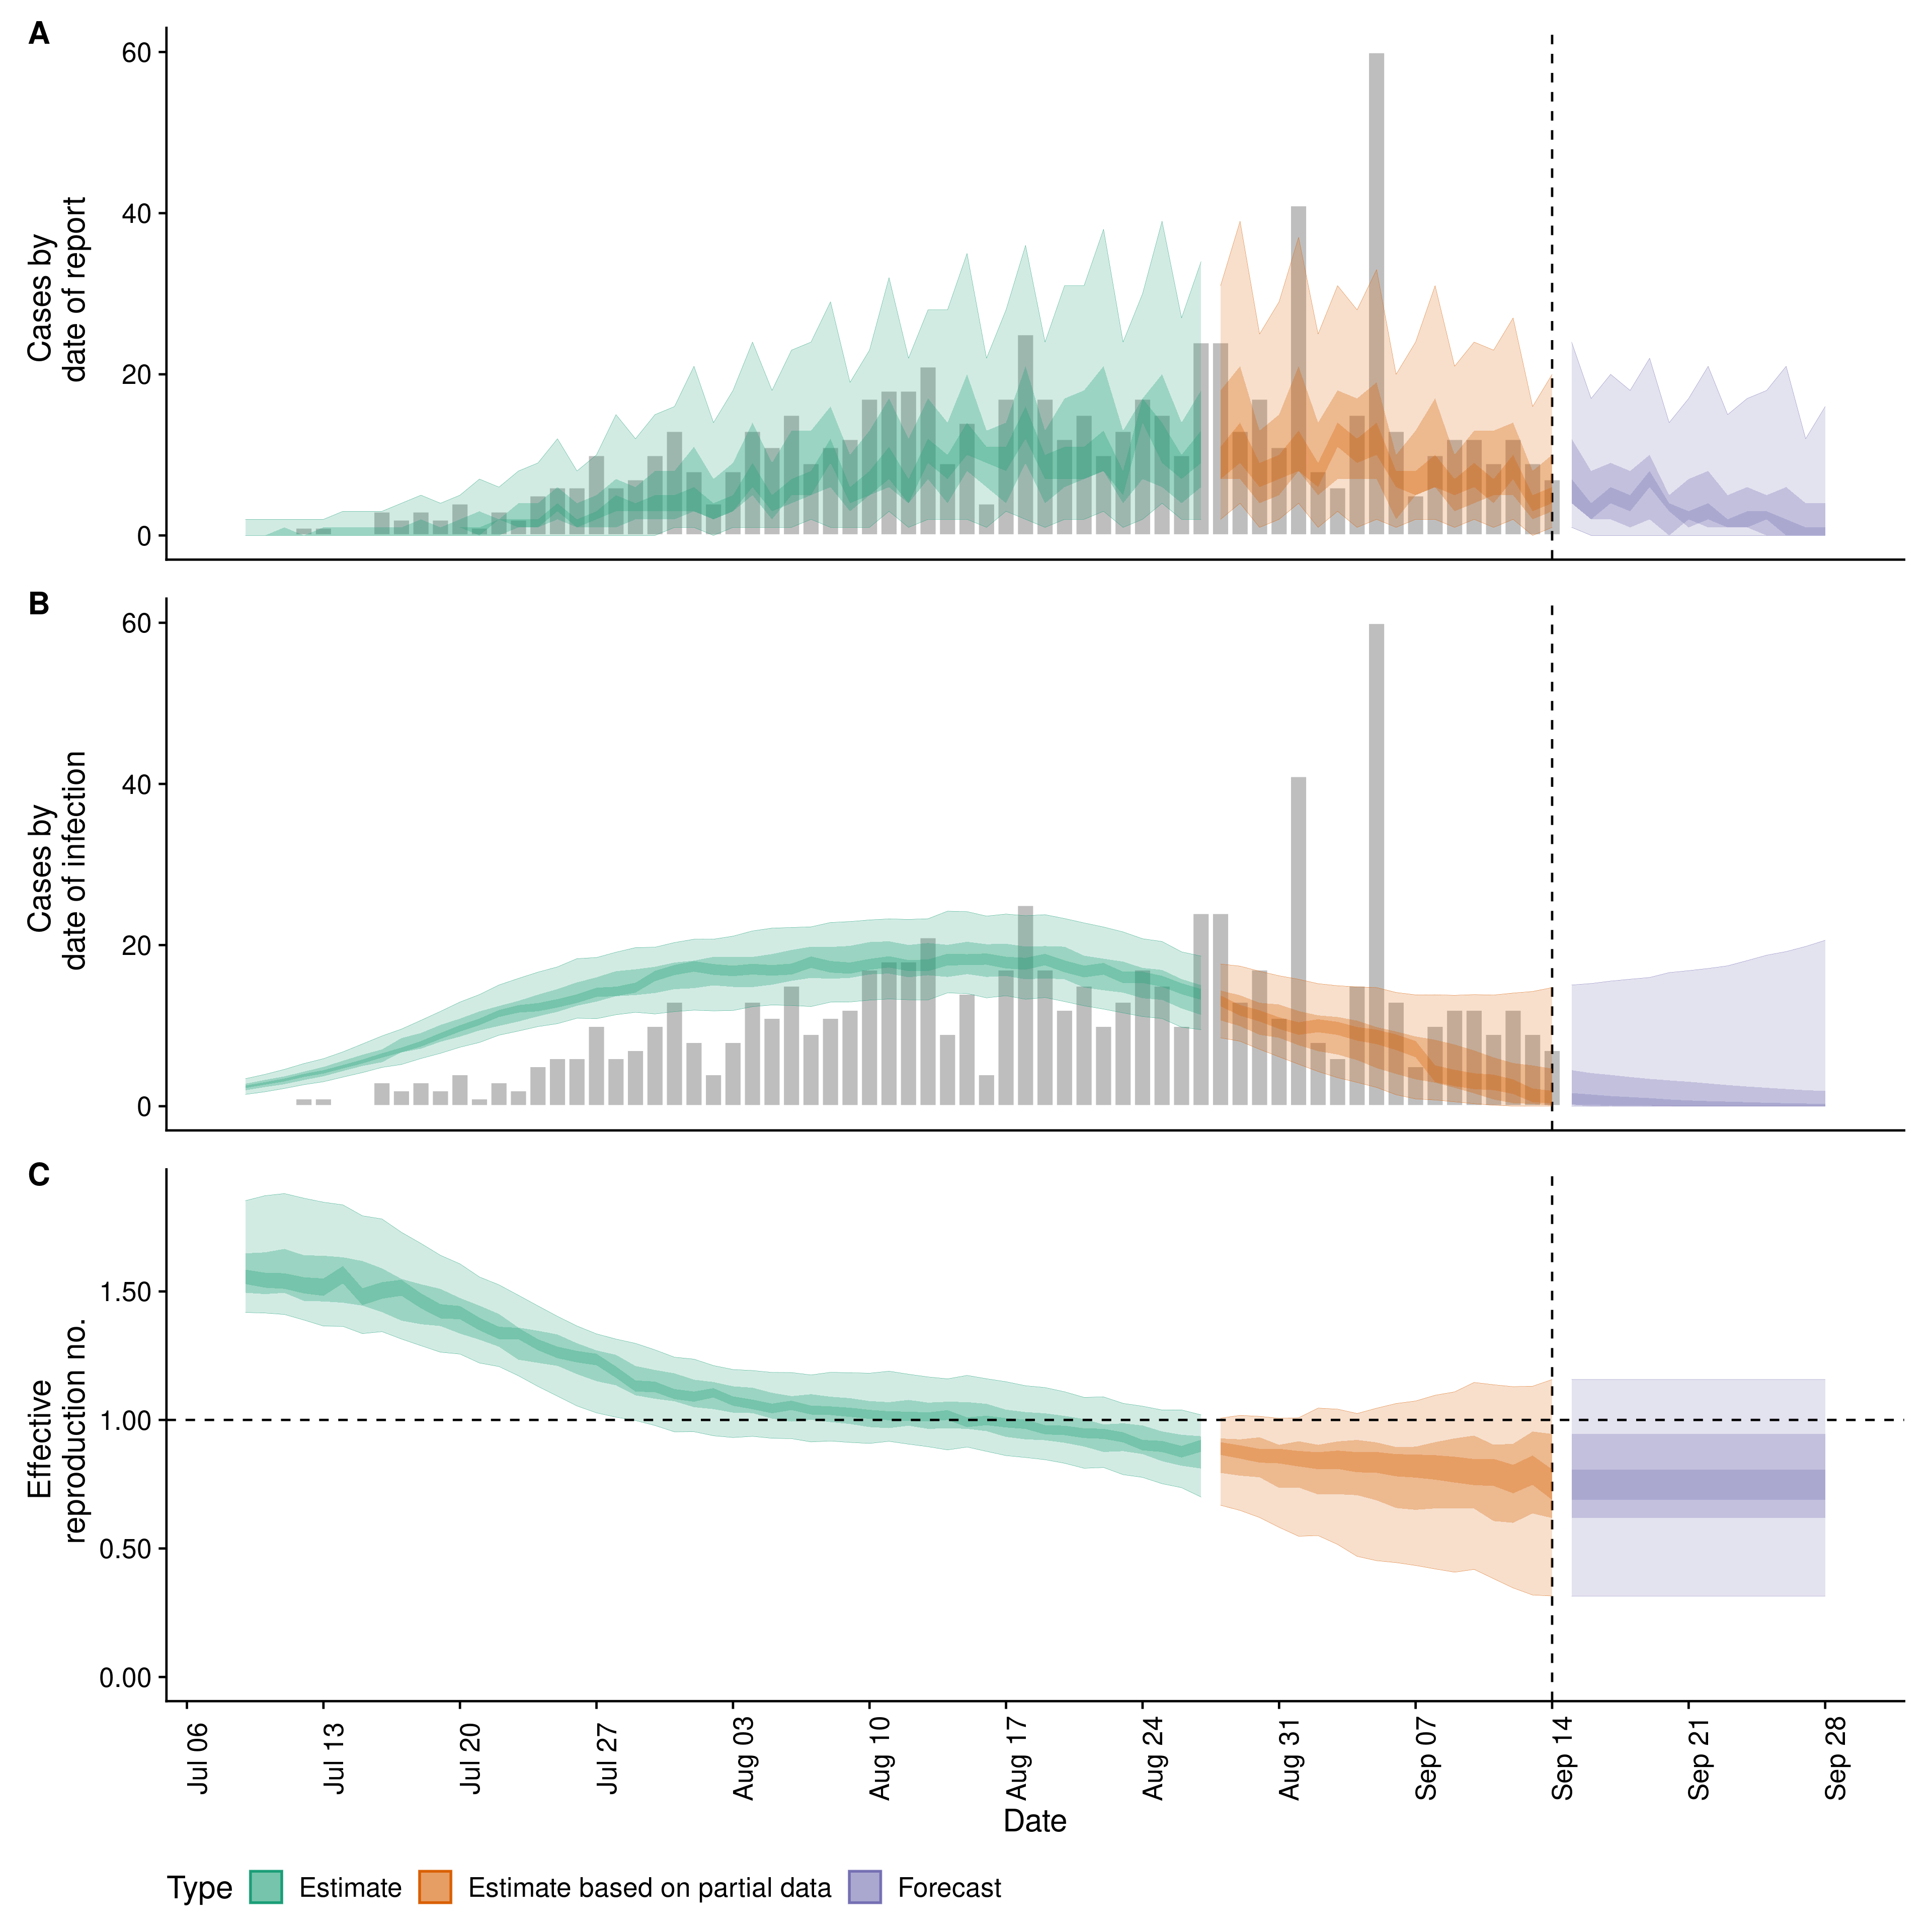 A
Cases by
date of report
60
40
20
0
B
Cases by
date of infection
60
40
20
0
C
Effective
reproduction no.
1.50
1.00
0.50
0.00
Jul 06
Jul 13
Jul 20
Jul 27
Aug 03
Aug 10
Aug 17
Aug 24
Aug 31
Sep 07
Sep 14
Sep 21
Sep 28
Date
Type Estimate Estimate based on partial data Forecast